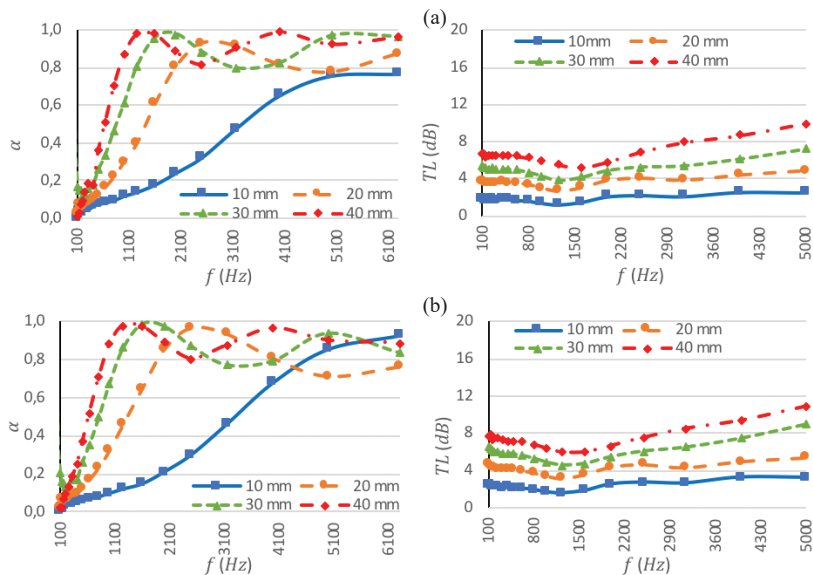 (a)
1,0
0,8
0,6
0,4
0,2
0,0
α
10 mm
20 mm
30 mm
40 mm
100
1100
2100
3100
4100
5100
6100
f (Hz)
20
16
12
8
4
0
TL (dB)
10mm
20 mm
30 mm
40 mm
100
800
1500
2200
2900
3600
4300
5000
f (Hz)
(b)
1,0
0,8
0,6
0,4
0,2
0,0
α
10 mm
20 mm
30 mm
40 mm
100
1100
2100
3100
4100
5100
6100
f (Hz)
20
16
12
8
4
0
TL (dB)
10 mm
20 mm
30 mm
40 mm
100
800
1500
2200
2900
3600
4300
5000
f (Hz)